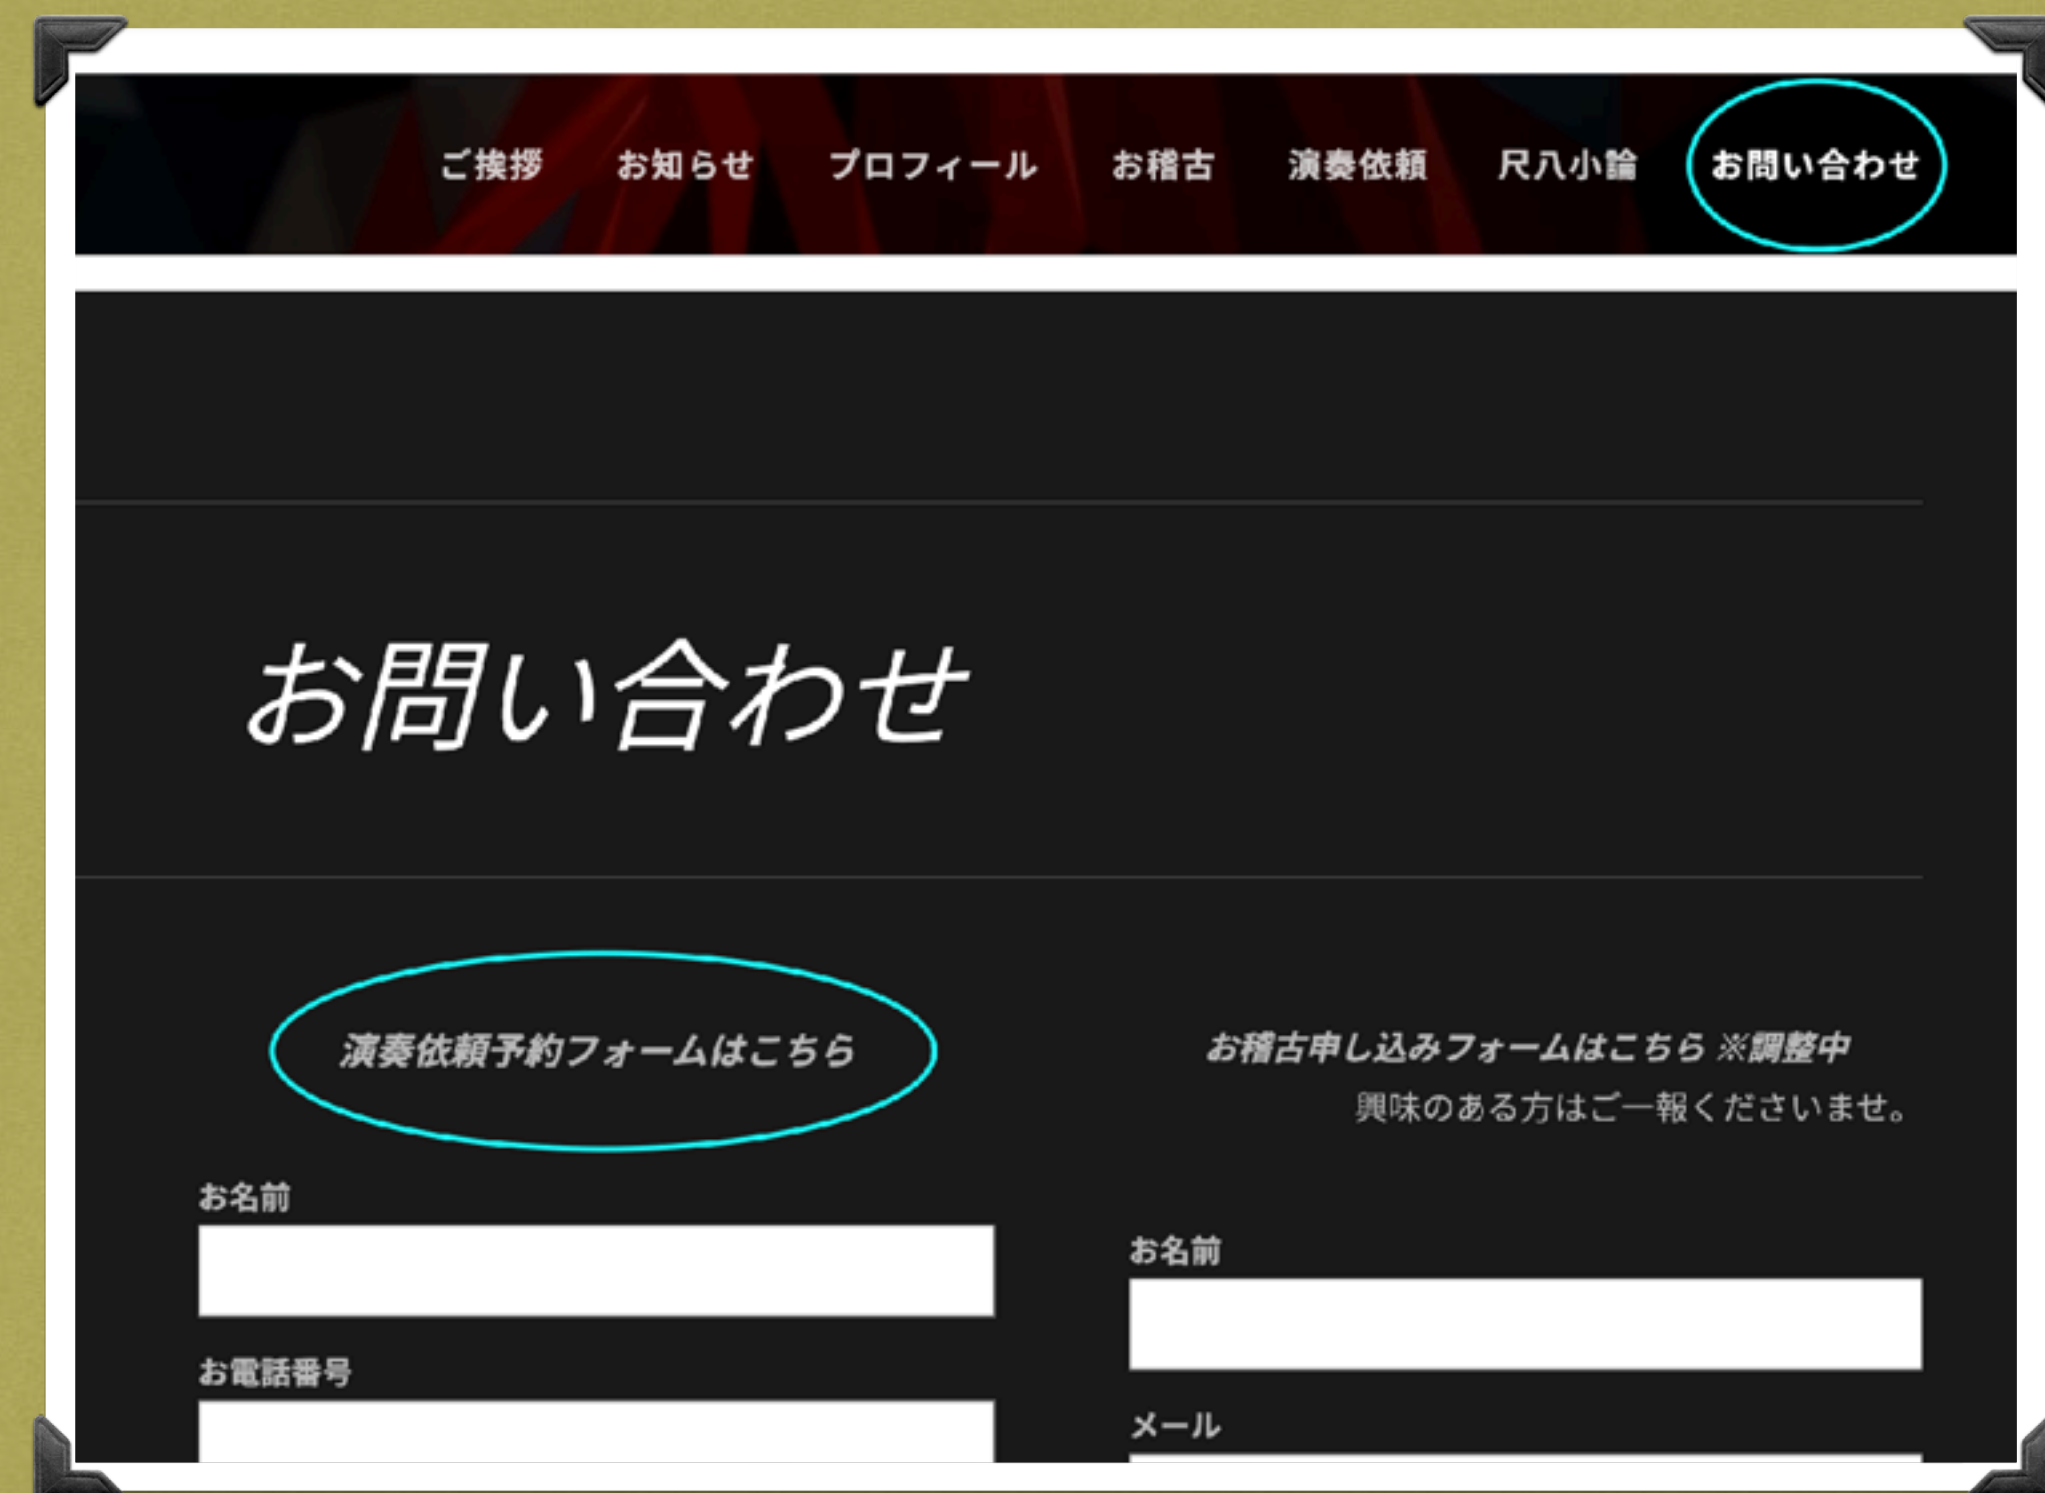 ご挨拶 お知らせ プロフィール お稽古 演奏依頼 尺八小論 お問い合わせ
お問い合わせ
演奏依頼予約フォームはこちら
お名前
お電話番号
お稽古申し込みフォームはこちら ※調整中
興味のある方はご一報くださいませ。
お名前
メール